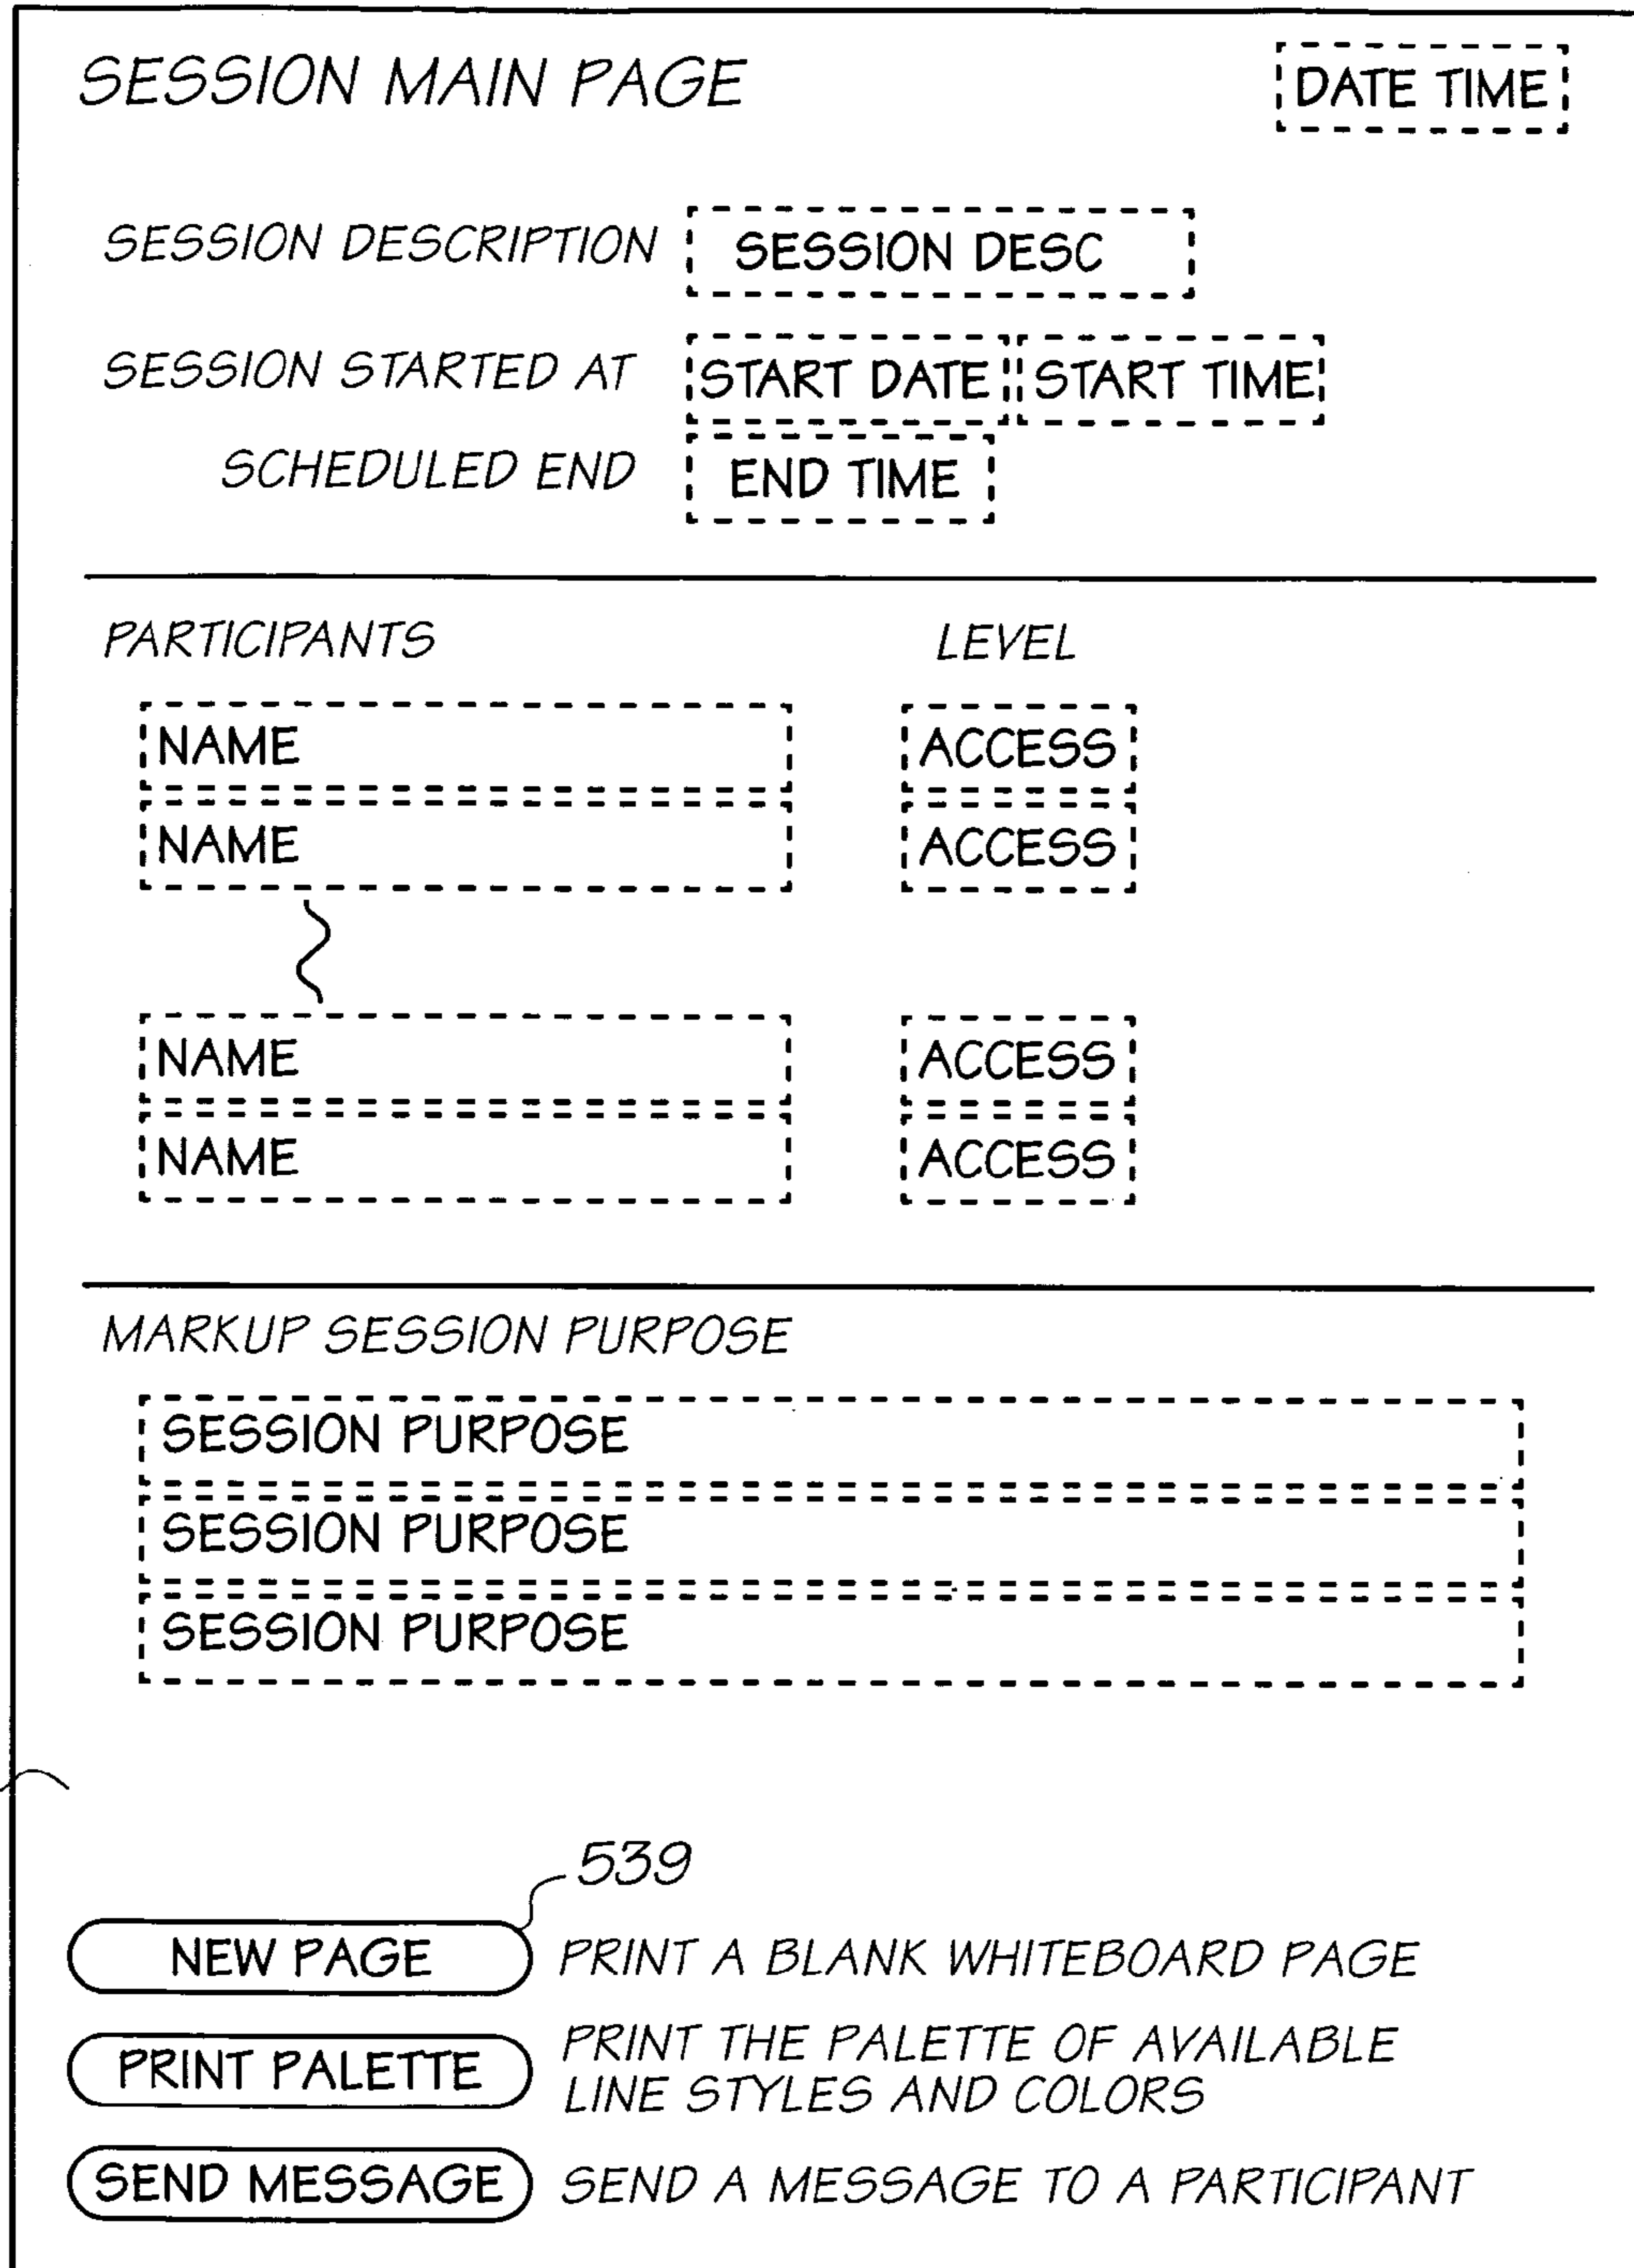 SESSION MAIN PAGE DATE TIME
SESSION DESCRIPTION SESSION DESC
SESSION STARTED AT START DATE START TIME
SCHEDULED END END TIME
PARTICIPANTS LEVEL
NAME ACCESS
NAME ACCESS
NAME ACCESS
NAME ACCESS
MARKUP SESSION PURPOSE
SESSION PURPOSE
SESSION PURPOSE
SESSION PURPOSE
539
NEW PAGE PRINT A BLANK WHITEBOARD PAGE
PRINT PALETTE PRINT THE PALETTE OF AVAILABLE
LINE STYLES AND COLORS
SEND MESSAGE SEND A MESSAGE TO A PARTICIPANT